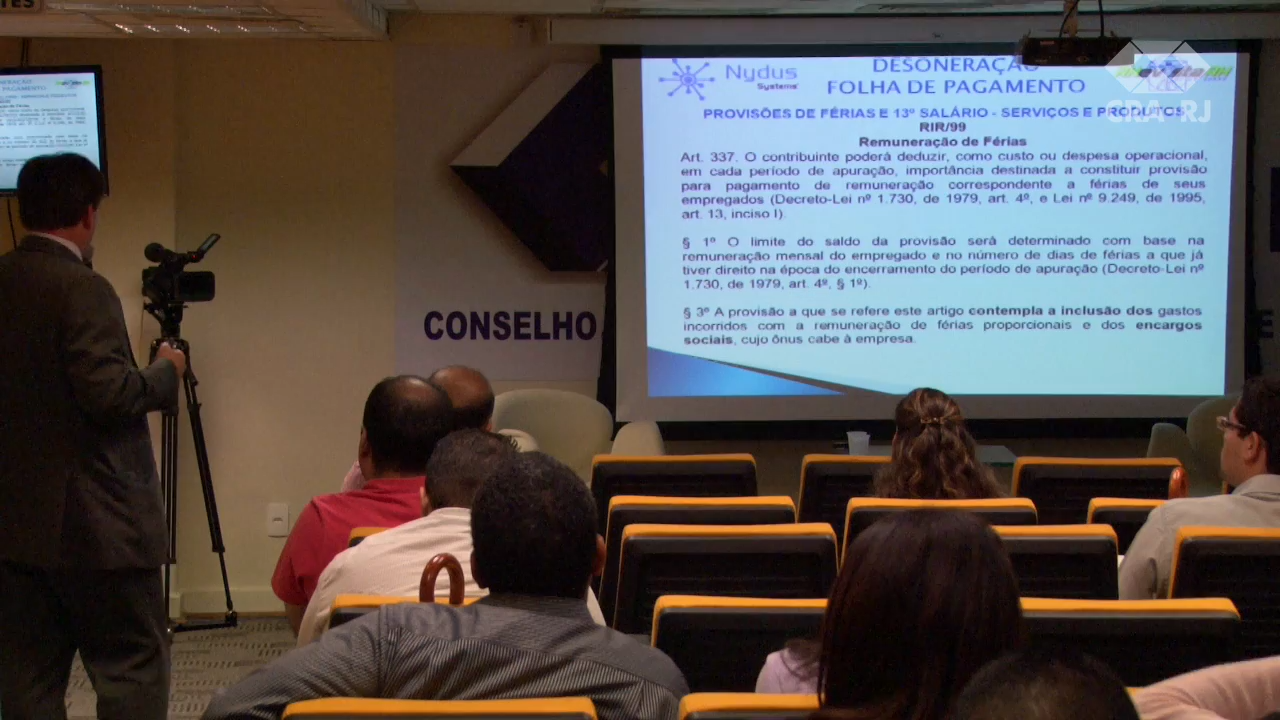 TES
NERAÇÃO
PAGAMENTO
Nydus
Systems
DESONERAÇÃO
FOLHA DE PAGAMENTO
CRA-RJ
PROVISÕES DE FÉRIAS E 13º SALÁRIO - SERVIÇOS E PRODUTOS
RIR/99
Remuneração de Férias
Art. 337. O contribuinte poderá deduzir, como custo ou despesa operacional,
em cada período de apuração, importância destinada a constituir provisão
para pagamento de remuneração correspondente a férias de seus
empregados (Decreto-Lei nº 1.730, de 1979, art. 4º, e Lei nº 9.249, de 1995,
art. 13, inciso I).
§ 1º O limite do saldo da provisão será determinado com base na
remuneração mensal do empregado e no número de dias de férias a que já
tiver direito na época do encerramento do período de apuração (Decreto-Lei nº
1.730, de 1979, art. 4º, § 1º).
§ 3º A provisão a que se refere este artigo contempla a inclusão dos gastos
incorridos com a remuneração de férias proporcionais e dos encargos
sociais, cujo ônus cabe à empresa.
CONSELHO